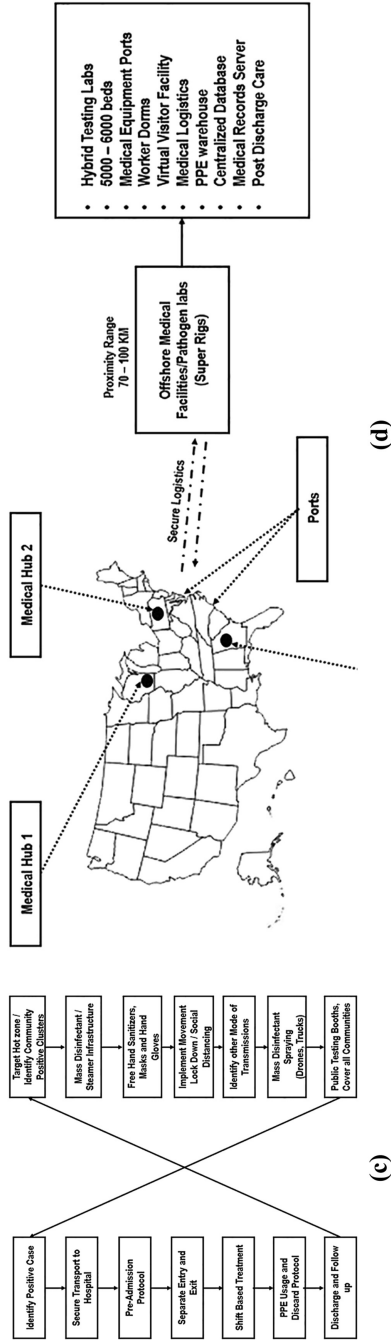 Identify Positive Case
Secure Transport to
Hospital
Pre-Admission
Protocol
Separate Entry and
Exit
Shift Based Treatment
PPE Usage and
Discard Protocol
Discharge and Follow
up
Target Hot zone /
Identify Community
Positive Clusters
Mass Disinfectant /
Steamer Infrastructure
Free Hand Sanitizers,
Masks and Hand
Gloves
Implement Movement
Lock Down / Social
Distancing
Identify other Mode of
Transmissions
Mass Disinfectant
Spraying
(Drones, Trucks)
Public Testing Booths,
Cover all Communities
(c)
Medical Hub 1
Medical Hub 2
Ports
Secure Logistics
Proximity Range
70 – 100 KM
Offshore Medical
Facilities/Pathogen labs
(Super Rigs)
• Hybrid Testing Labs
• 5000 – 6000 beds
• Medical Equipment Ports
• Worker Dorms
• Virtual Visitor Facility
• Medical Logistics
• PPE warehouse
• Centralized Database
• Medical Records Server
• Post Discharge Care
(d)